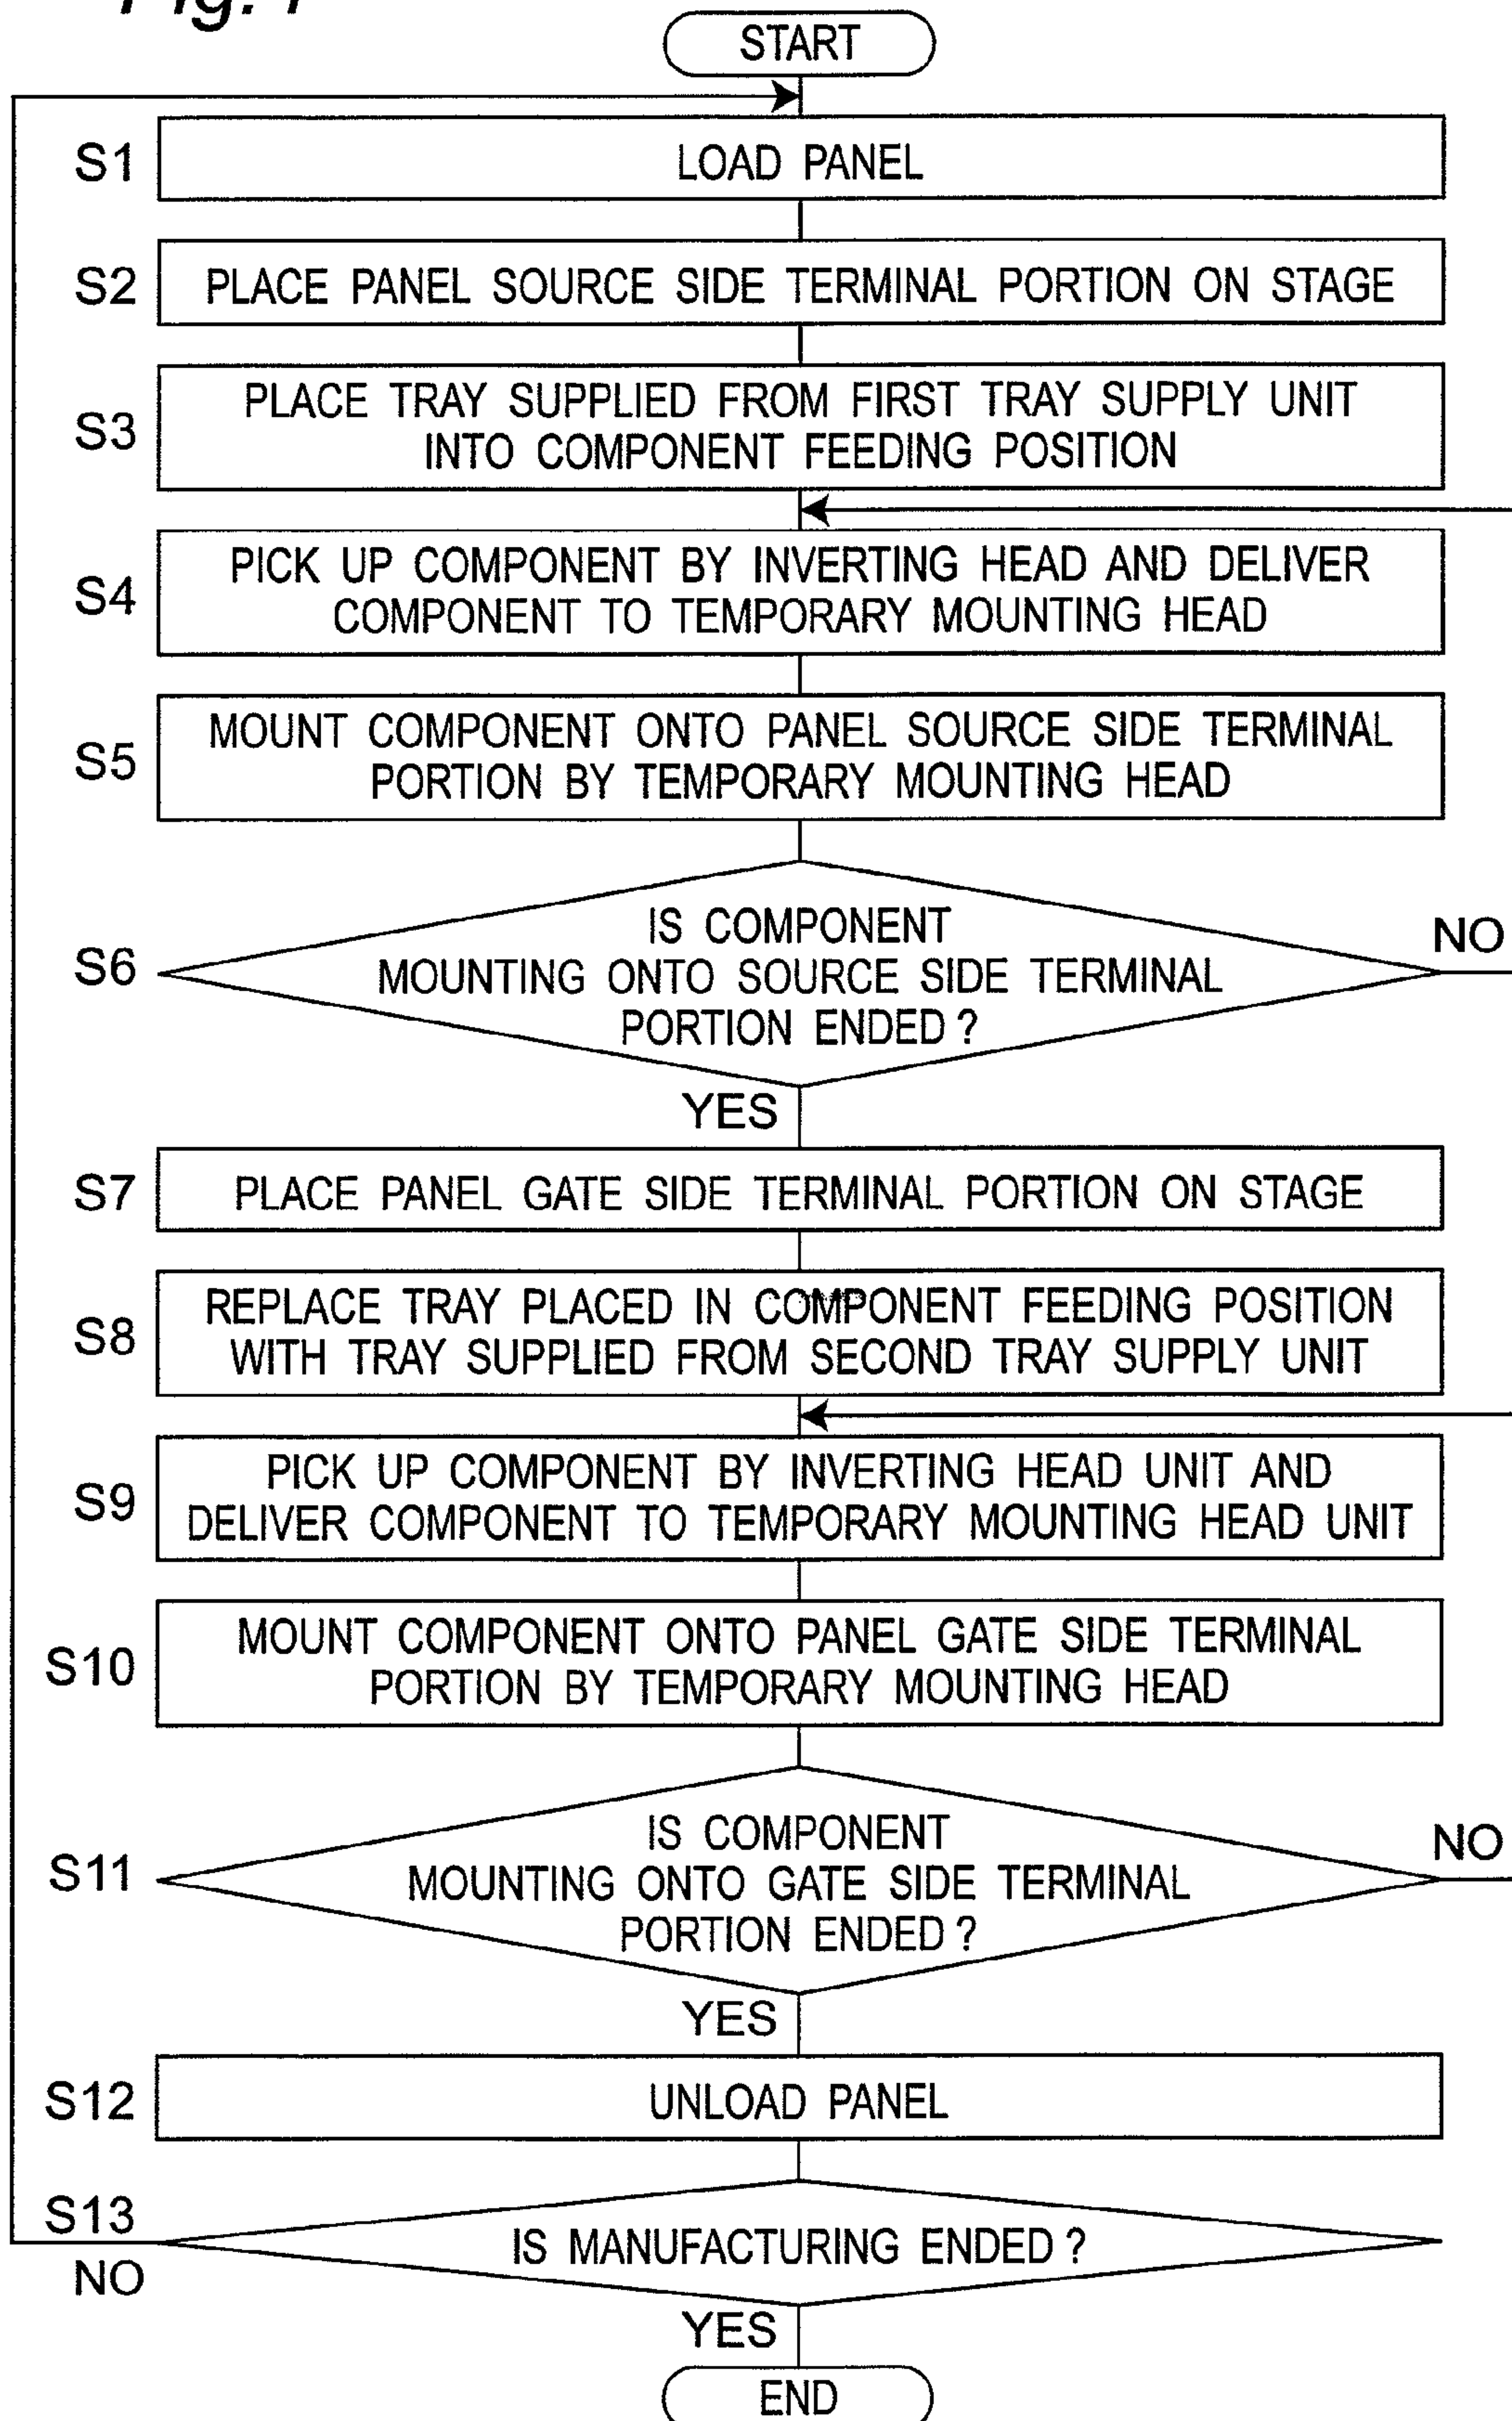 Fig.
START
S1
LOAD PANEL
S2
PLACE PANEL SOURCE SIDE TERMINAL PORTION ON STAGE
S3
PLACE TRAY SUPPLIED FROM FIRST TRAY SUPPLY UNIT
INTO COMPONENT FEEDING POSITION
S4
PICK UP COMPONENT BY INVERTING HEAD AND DELIVER
COMPONENT TO TEMPORARY MOUNTING HEAD
S5
MOUNT COMPONENT ONTO PANEL SOURCE SIDE TERMINAL
PORTION BY TEMPORARY MOUNTING HEAD
S6
IS COMPONENT
MOUNTING ONTO SOURCE SIDE TERMINAL
PORTION ENDED ?
NO
YES
S7
PLACE PANEL GATE SIDE TERMINAL PORTION ON STAGE
S8
REPLACE TRAY PLACED IN COMPONENT FEEDING POSITION
WITH TRAY SUPPLIED FROM SECOND TRAY SUPPLY UNIT
S9
PICK UP COMPONENT BY INVERTING HEAD UNIT AND
DELIVER COMPONENT TO TEMPORARY MOUNTING HEAD UNIT
S10
MOUNT COMPONENT ONTO PANEL GATE SIDE TERMINAL
PORTION BY TEMPORARY MOUNTING HEAD
S11
IS COMPONENT
MOUNTING ONTO GATE SIDE TERMINAL
PORTION ENDED ?
NO
YES
S12
UNLOAD PANEL
S13
IS MANUFACTURING ENDED ?
NO
YES
END